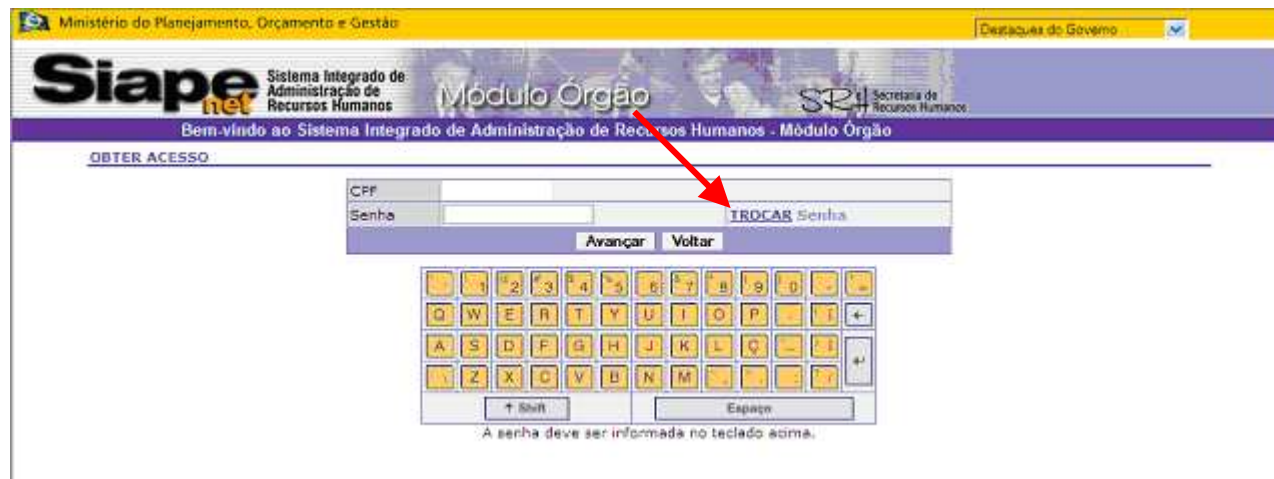 Ministério do Planejamento, Orçamento e Gestão
Destaques do Governo
Siapenet
Sistema Integrado de
Administração de
Recursos Humanos
Módulo Órgão
SRH
Secretaria de
Recursos Humanos
Bem-vindo ao Sistema Integrado de Administração de Recursos Humanos - Módulo Órgão
OBTER ACESSO
CPF
Senha
TROCAR Senha
Avançar Voltar
1 2 3 4 5 6 7 8 9 0
Q W E R T Y U I O P
A S D F G H J K L Ç
Z X C V B N M
Shift Espaço
A senha deve ser informada no teclado acima.